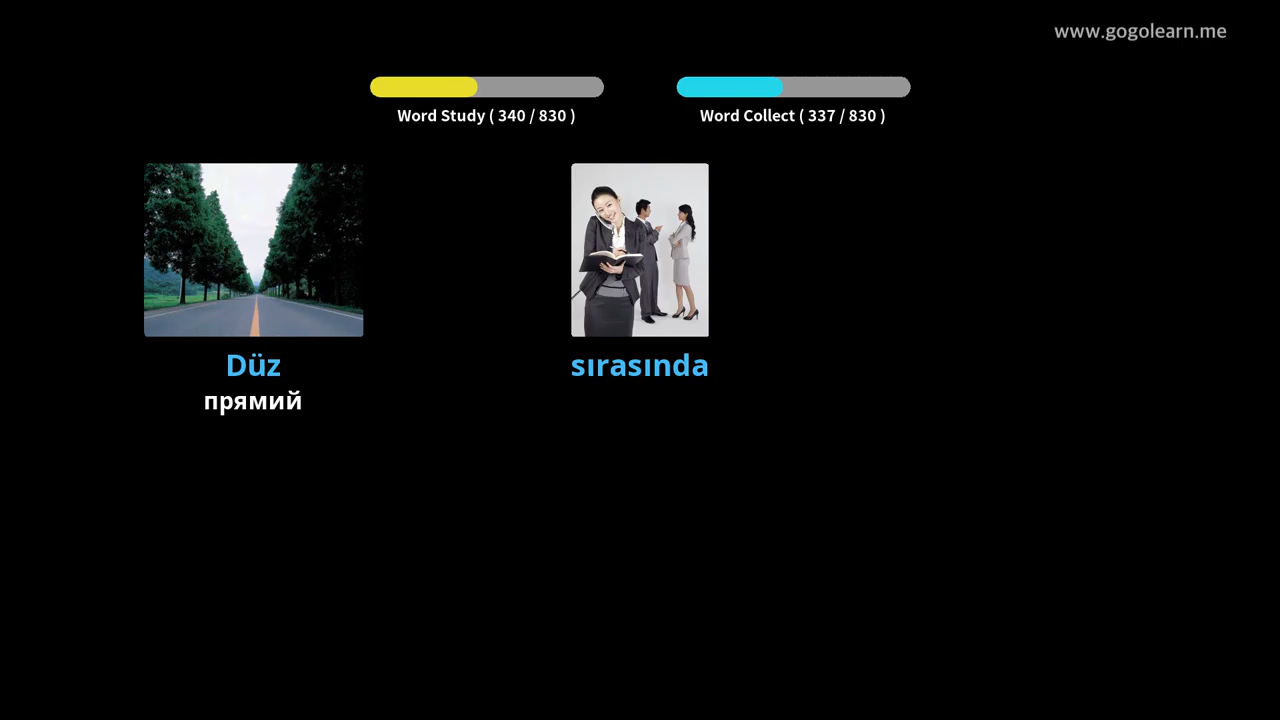 www.gogolearn.me
Word Study ( 340 / 830 )
Word Collect ( 337 / 830 )
Düz
прямий
sırasında